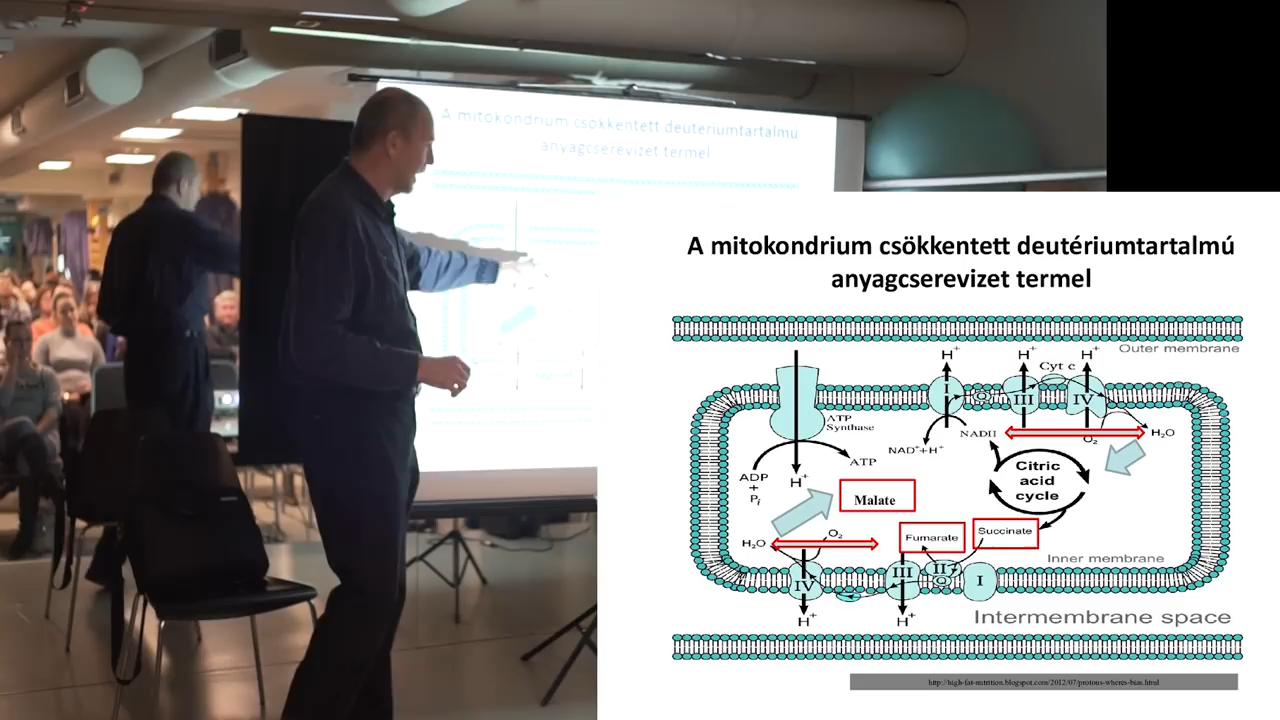 A mitokondrium csökkentett deutériumtartalmú
anyagcserevizet termel
A mitokondrium csökkentett deutériumtartalmú
anyagcserevizet termel
Outer membrane
H⁺
H⁺
H⁺
Cyt c
I
Q
III
IV
ATP
Synthase
NADH
O₂
H₂O
NAD⁺+H⁺
ATP
ADP
+
Pi
H⁺
Citric
acid
cycle
Malate
H₂O
O₂
Fumarate
Succinate
Inner membrane
IV
III
II
Q
I
H⁺
H⁺
Intermembrane space
http://high-fat-nutrition.blogspot.com/2012/07/protons-wheres-bias.html